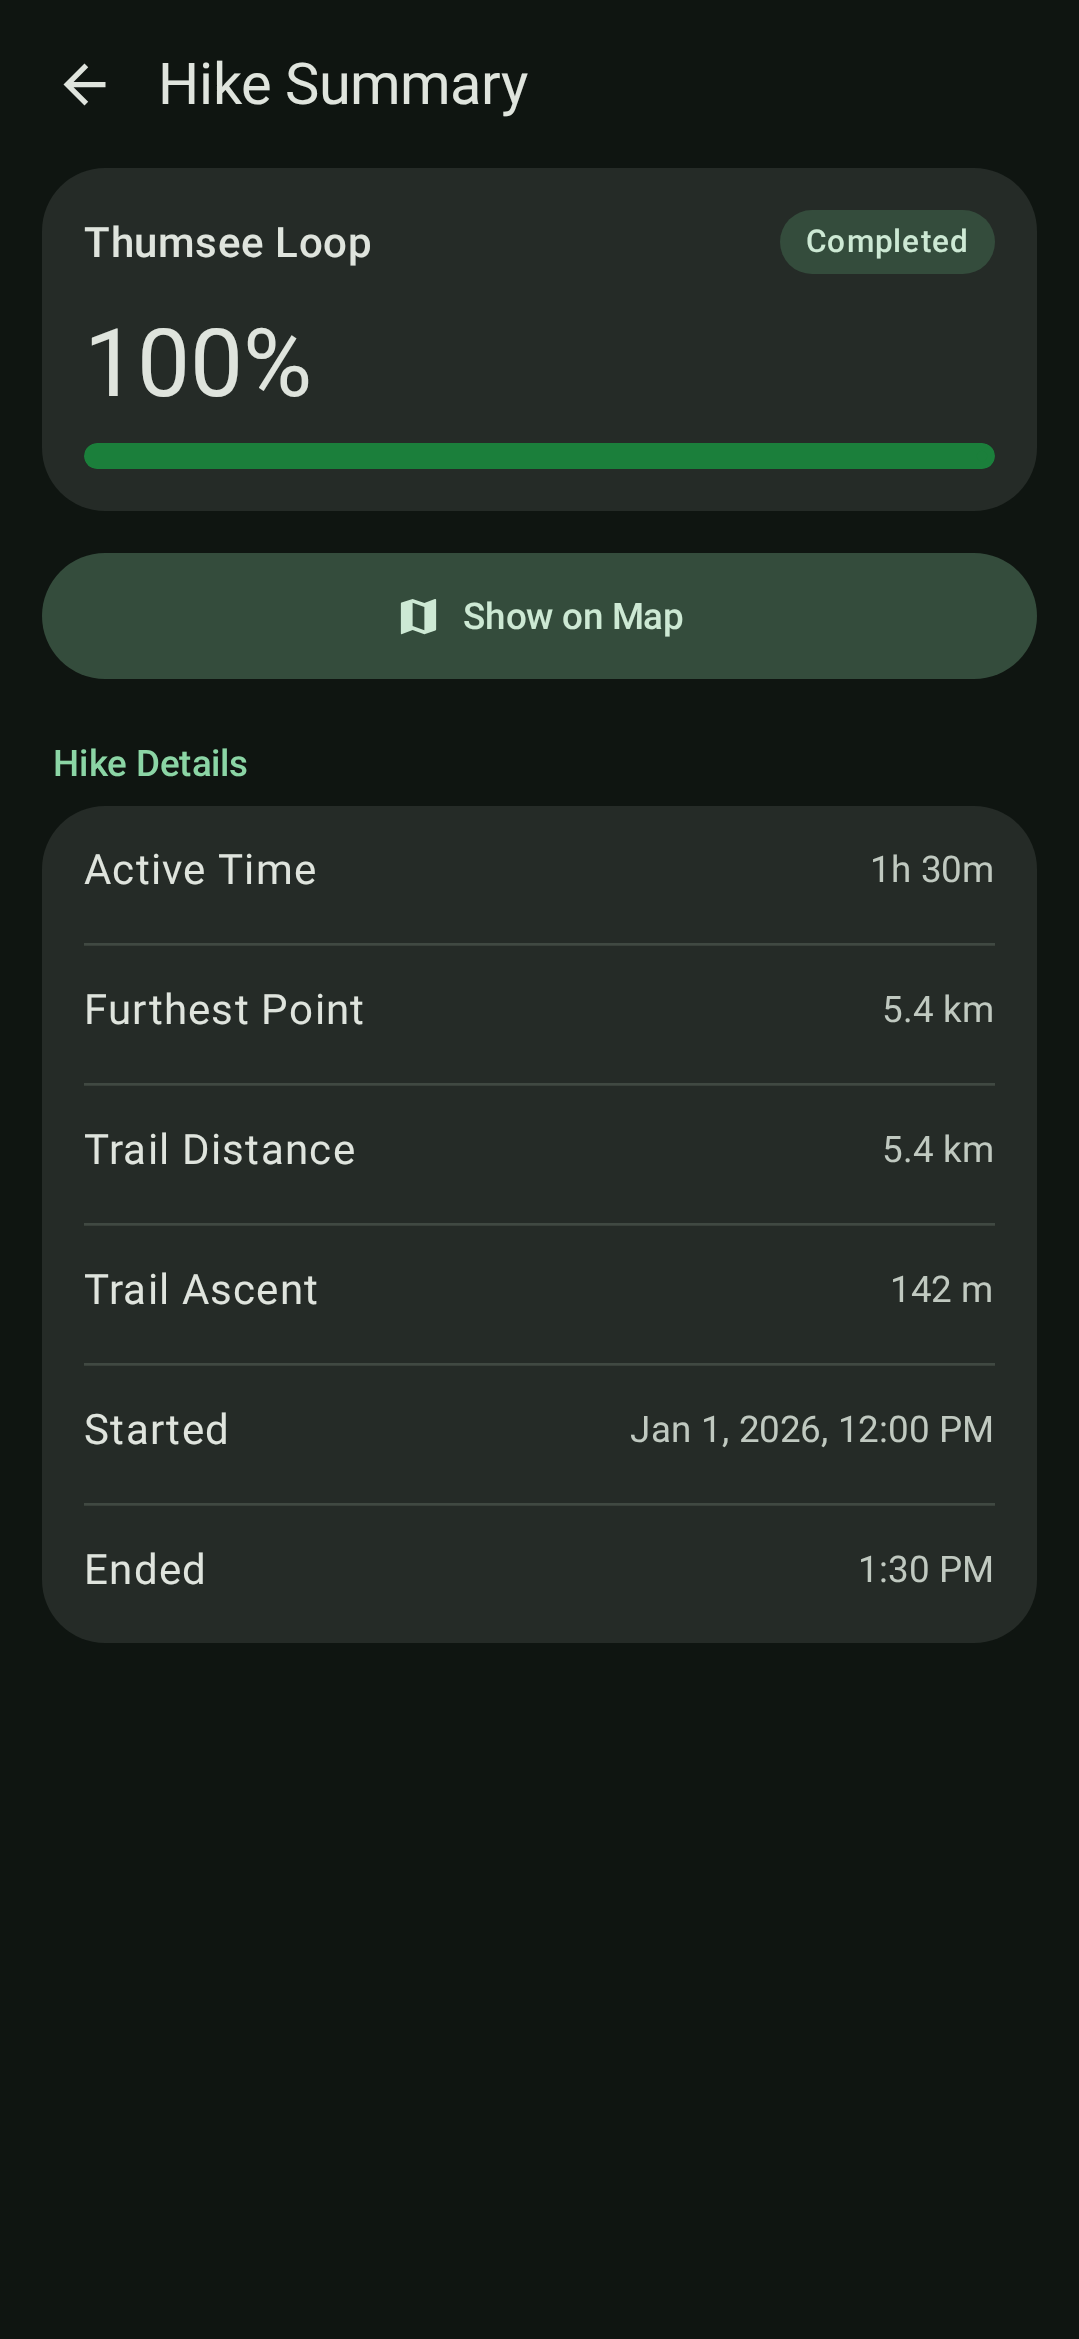 Hike Summary
Thumsee Loop
Completed
100%
Show on Map
Hike Details
Active Time
1h 30m
Furthest Point
5.4 km
Trail Distance
5.4 km
Trail Ascent
142 m
Started
Jan 1, 2026, 12:00 PM
Ended
1:30 PM